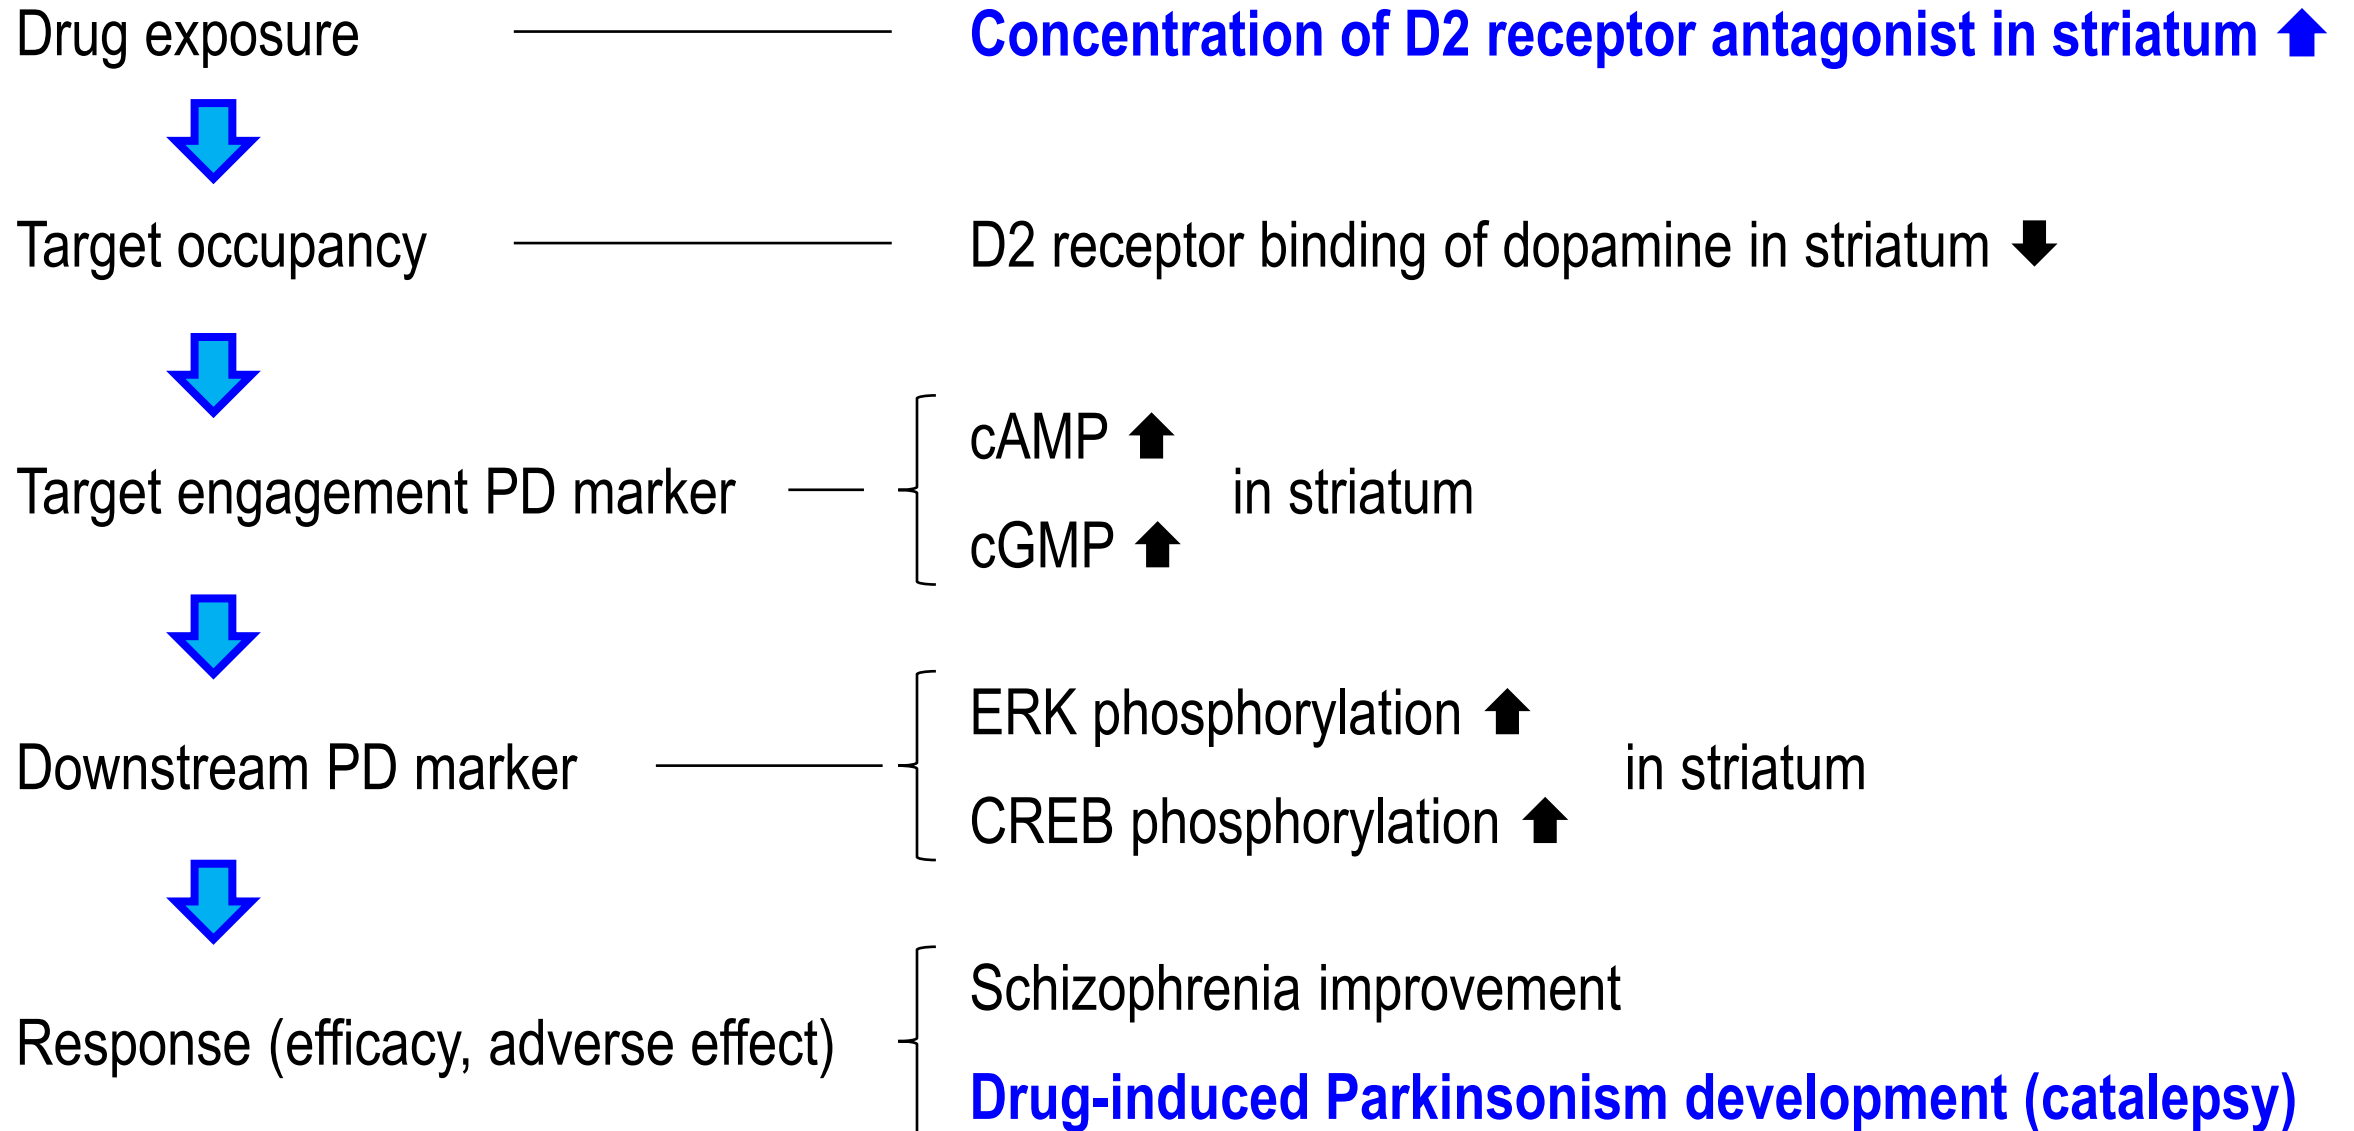 Drug exposure
Concentration of D2 receptor antagonist in striatum
Target occupancy
D2 receptor binding of dopamine in striatum
Target engagement PD marker
cAMP
cGMP
in striatum
Downstream PD marker
ERK phosphorylation
CREB phosphorylation
in striatum
Response (efficacy, adverse effect)
Schizophrenia improvement
Drug-induced Parkinsonism development (catalepsy)